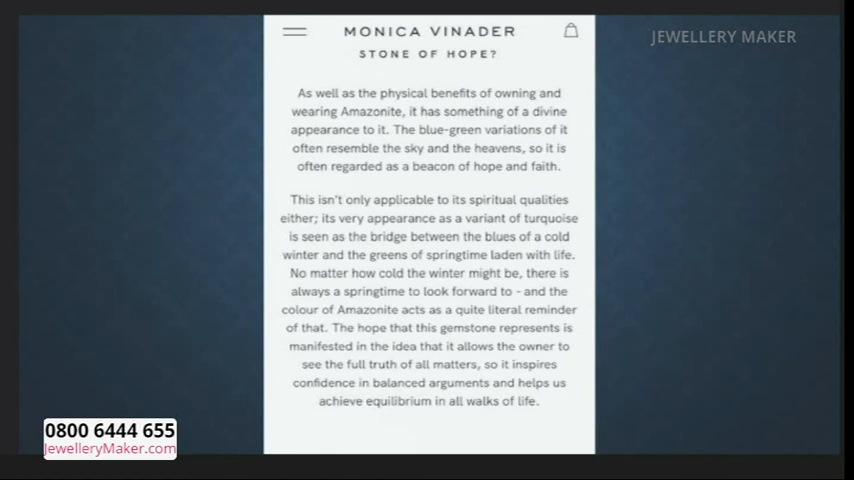 MONICA VINADER
JEWELLERY MAKER
STONE OF HOPE?
As well as the physical benefits of owning and
wearing Amazonite, it has something of a divine
appearance to it. The blue-green variations of it
often resemble the sky and the heavens, so it is
often regarded as a beacon of hope and faith.
This isn't only applicable to its spiritual qualities
either; its very appearance as a variant of turquoise
is seen as the bridge between the blues of a cold
winter and the greens of springtime laden with life.
No matter how cold the winter might be, there is
always a springtime to look forward to - and the
colour of Amazonite acts as a quite literal reminder
of that. The hope that this gemstone represents is
manifested in the idea that it allows the owner to
see the full truth of all matters, so it inspires
confidence in balanced arguments and helps us
achieve equilibrium in all walks of life.
0800 6444 655
JewelleryMaker.com